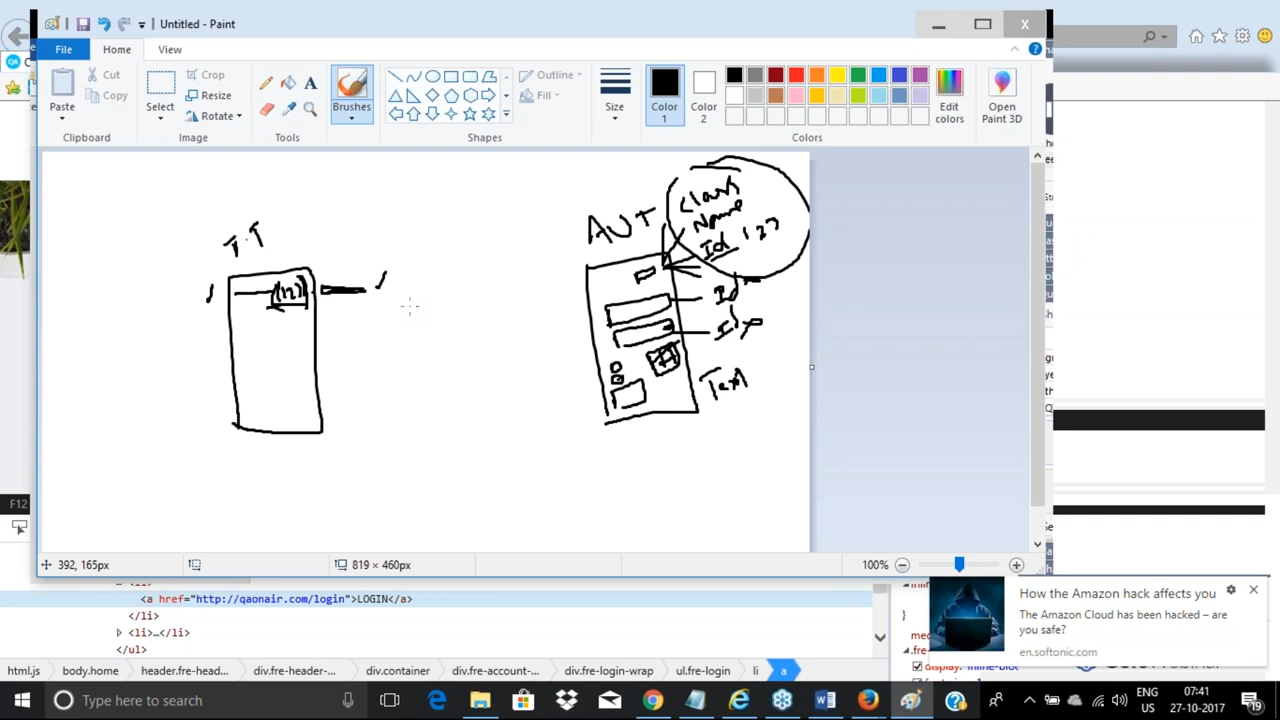 Untitled - Paint
File
Home
View
Paste
Cut
Copy
Clipboard
Select
Crop
Resize
Rotate
Image
Tools
Brushes
Shapes
Outline
Fill
Size
Color
1
Color
2
Edit
colors
Colors
Open
Paint 3D
T.T
123
AUT
Class
Name
Id 123
Id
Text
392, 165px
819 × 460px
100%
F12
<li>
<a href="http://qaonair.com/login">LOGIN</a>
</li>
<li>…</li>
</ul>
}
html.js
body.home
header.fre-head…
div.fre-header-…
div.container
div.fre-account-…
div.fre-login-wrap
ul.fre-login
li
a
How the Amazon hack affects you
The Amazon Cloud has been hacked – are
you safe?
en.softonic.com
Type here to search
ENG
US
07:41
27-10-2017
19